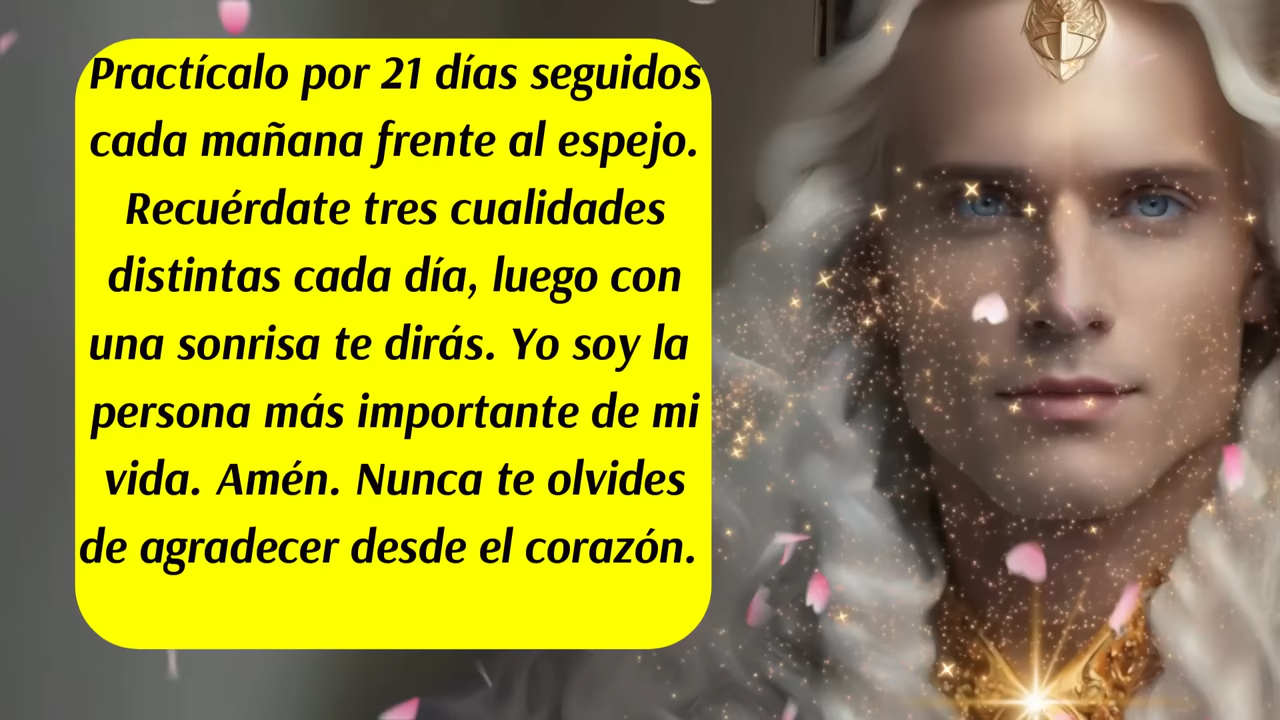 Practícalo por 21 días seguidos
cada mañana frente al espejo.
Recuérdate tres cualidades
distintas cada día, luego con
una sonrisa te dirás. Yo soy la
persona más importante de mi
vida. Amén. Nunca te olvides
de agradecer desde el corazón.